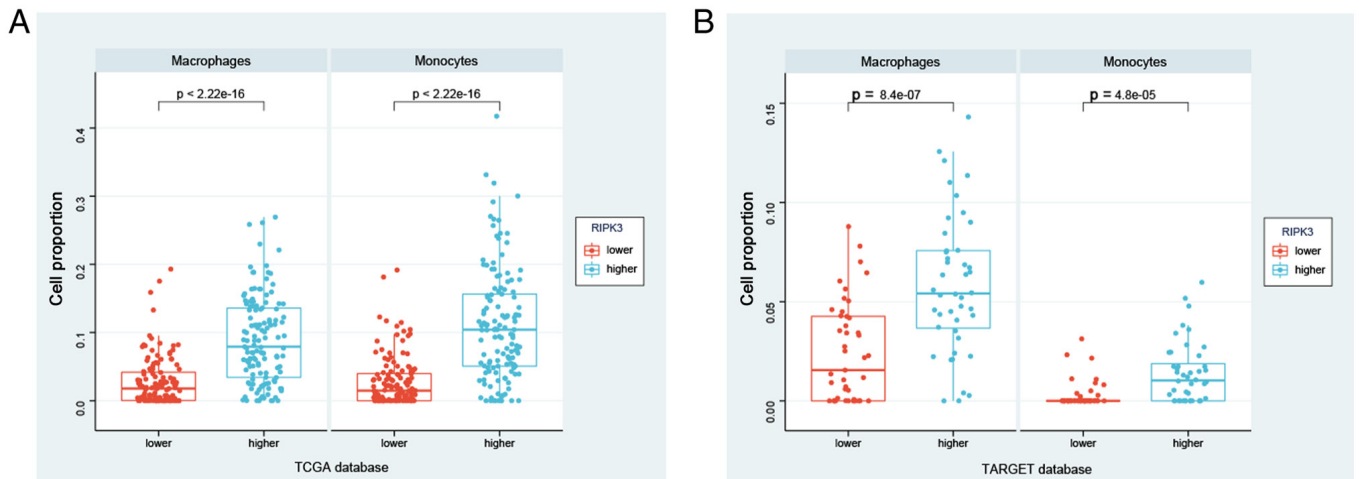 A
Macrophages
Monocytes
p < 2.22e-16
p < 2.22e-16
Cell proportion
0.4
0.3
0.2
0.1
0.0
lower
higher
lower
higher
TCGA database
RIPK3
lower
higher
B
Macrophages
Monocytes
p = 8.4e-07
p = 4.8e-05
Cell proportion
0.15
0.10
0.05
0.00
lower
higher
lower
higher
TARGET database
RIPK3
lower
higher